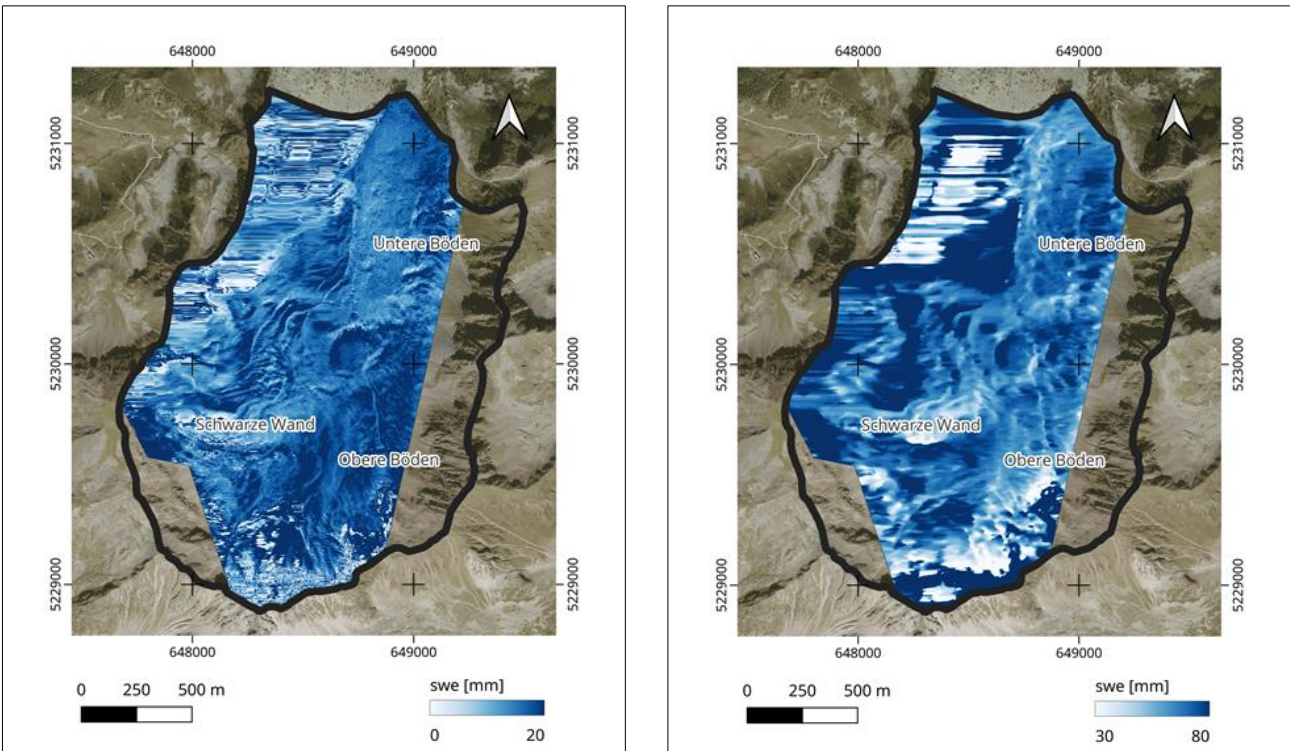 648000 649000
5231000 5231000
Untere Böden
5230000 5230000
Schwarze Wand
Obere Böden
5229000 5229000
648000 649000
0 250 500 m
swe [mm]
0 20
648000 649000
5231000 5231000
Untere Böden
5230000 5230000
Schwarze Wand
Obere Böden
5229000 5229000
648000 649000
0 250 500 m
swe [mm]
30 80